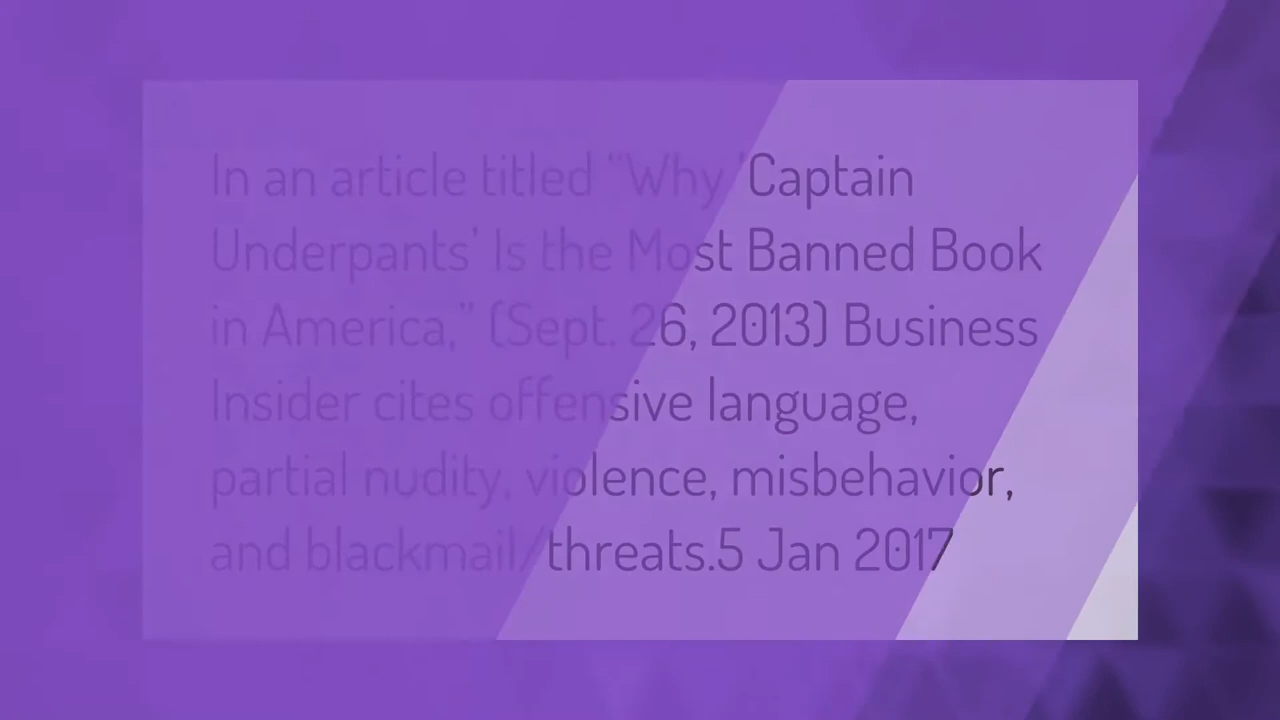 In an article titled “Why 'Captain
Underpants' Is the Most Banned Book
in America,” (Sept. 26, 2013) Business
Insider cites offensive language,
partial nudity, violence, misbehavior,
and blackmail/threats.5 Jan 2017